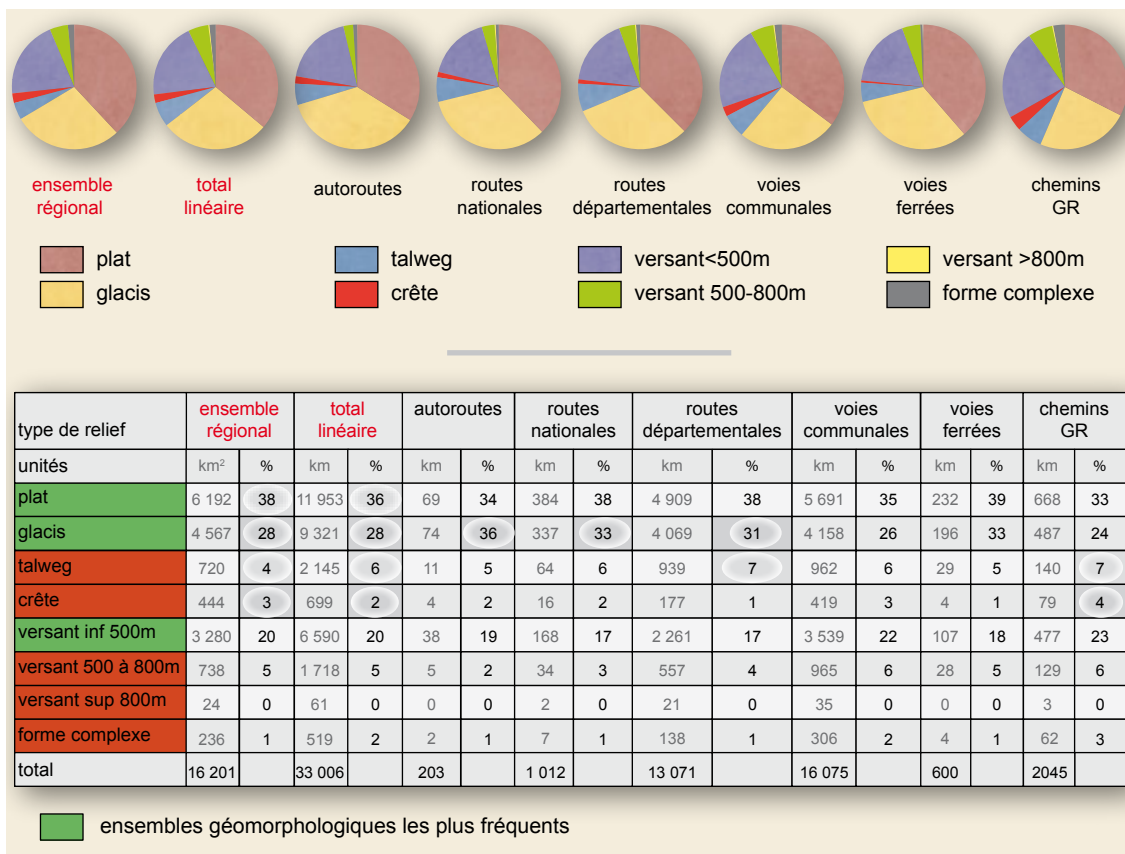 ensemble régional
total linéaire
autoroutes
routes nationales
routes départementales
voies communales
voies ferrées
chemins GR
plat
talweg
versant<500m
versant >800m
glacis
crête
versant 500-800m
forme complexe
type de relief ensemble régional total linéaire autoroutes routes nationales routes départementales voies communales voies ferrées chemins GR
unités km² % km % km % km % km % km % km % km %
plat 6 192 38 11 953 36 69 34 384 38 4 909 38 5 691 35 232 39 668 33
glacis 4 567 28 9 321 28 74 36 337 33 4 069 31 4 158 26 196 33 487 24
talweg 720 4 2 145 6 11 5 64 6 939 7 962 6 29 5 140 7
crête 444 3 699 2 4 2 16 2 177 1 419 3 4 1 79 4
versant inf 500m 3 280 20 6 590 20 38 19 168 17 2 261 17 3 539 22 107 18 477 23
versant 500 à 800m 738 5 1 718 5 5 2 34 3 557 4 965 6 28 5 129 6
versant sup 800m 24 0 61 0 0 0 2 0 21 0 35 0 0 0 3 0
forme complexe 236 1 519 2 2 1 7 1 138 1 306 2 4 1 62 3
total 16 201 33 006 203 1 012 13 071 16 075 600 2045
ensembles géomorphologiques les plus fréquents